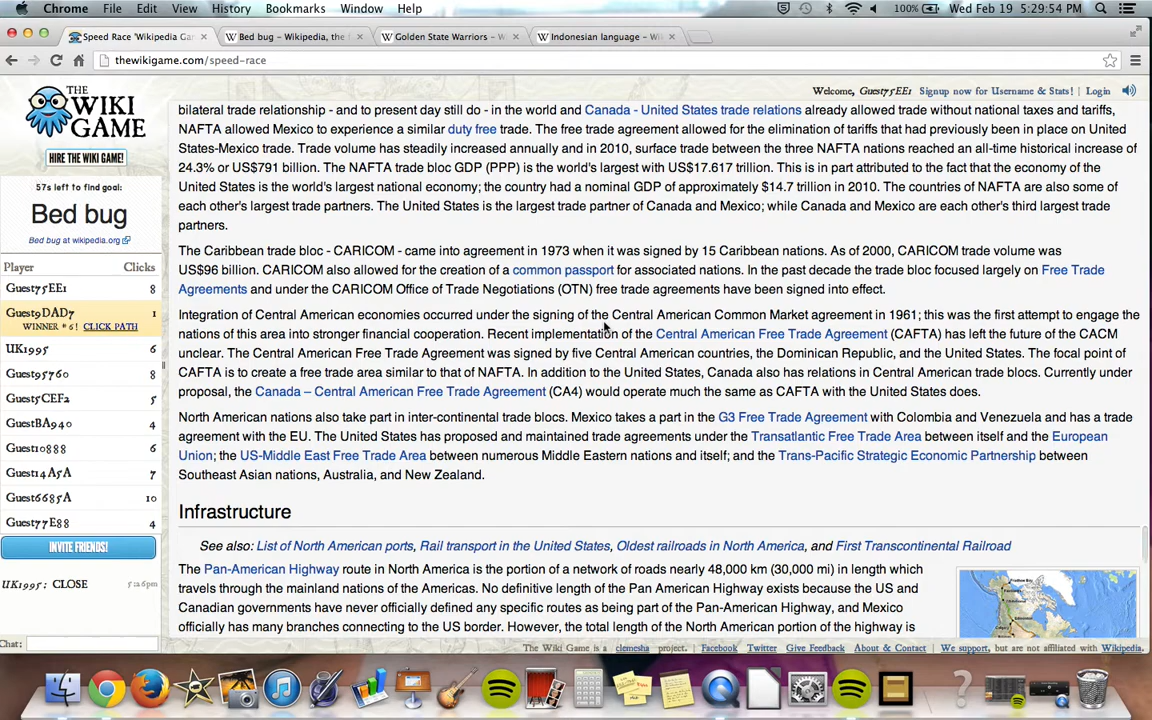 Chrome File Edit View History Bookmarks Window Help 100% Wed Feb 19 5:29:54 PM
Speed Race 'Wikipedia Ga Bed bug – Wikipedia, the f Golden State Warriors – W Indonesian language – Wi
thewikigame.com/speed-race
Welcome, Guest75EE1 Signup now for Username & Stats! | Login
THE WIKI GAME
HIRE THE WIKI GAME!
57s left to find goal:
Bed bug
Bed bug at wikipedia.org
Player Clicks
Guest75EE1 8
Guest9DAD7 1
WINNER #6! CLICK PATH
UK1995 6
Guest95760 8
Guest5CEF2 5
GuestBA940 4
Guest10888 6
Guest14A5A 7
Guest6685A 10
Guest77E88 4
INVITE FRIENDS!
UK1995: CLOSE 5:26pm
Chat:
bilateral trade relationship - and to present day still do - in the world and Canada - United States trade relations already allowed trade without national taxes and tariffs,
NAFTA allowed Mexico to experience a similar duty free trade. The free trade agreement allowed for the elimination of tariffs that had previously been in place on United
States-Mexico trade. Trade volume has steadily increased annually and in 2010, surface trade between the three NAFTA nations reached an all-time historical increase of
24.3% or US$791 billion. The NAFTA trade bloc GDP (PPP) is the world's largest with US$17.617 trillion. This is in part attributed to the fact that the economy of the
United States is the world's largest national economy; the country had a nominal GDP of approximately $14.7 trillion in 2010. The countries of NAFTA are also some of
each other's largest trade partners. The United States is the largest trade partner of Canada and Mexico; while Canada and Mexico are each other's third largest trade
partners.
The Caribbean trade bloc - CARICOM - came into agreement in 1973 when it was signed by 15 Caribbean nations. As of 2000, CARICOM trade volume was
US$96 billion. CARICOM also allowed for the creation of a common passport for associated nations. In the past decade the trade bloc focused largely on Free Trade
Agreements and under the CARICOM Office of Trade Negotiations (OTN) free trade agreements have been signed into effect.
Integration of Central American economies occurred under the signing of the Central American Common Market agreement in 1961; this was the first attempt to engage the
nations of this area into stronger financial cooperation. Recent implementation of the Central American Free Trade Agreement (CAFTA) has left the future of the CACM
unclear. The Central American Free Trade Agreement was signed by five Central American countries, the Dominican Republic, and the United States. The focal point of
CAFTA is to create a free trade area similar to that of NAFTA. In addition to the United States, Canada also has relations in Central American trade blocs. Currently under
proposal, the Canada – Central American Free Trade Agreement (CA4) would operate much the same as CAFTA with the United States does.
North American nations also take part in inter-continental trade blocs. Mexico takes a part in the G3 Free Trade Agreement with Colombia and Venezuela and has a trade
agreement with the EU. The United States has proposed and maintained trade agreements under the Transatlantic Free Trade Area between itself and the European
Union; the US-Middle East Free Trade Area between numerous Middle Eastern nations and itself; and the Trans-Pacific Strategic Economic Partnership between
Southeast Asian nations, Australia, and New Zealand.
Infrastructure
See also: List of North American ports, Rail transport in the United States, Oldest railroads in North America, and First Transcontinental Railroad
The Pan-American Highway route in North America is the portion of a network of roads nearly 48,000 km (30,000 mi) in length which
travels through the mainland nations of the Americas. No definitive length of the Pan American Highway exists because the US and
Canadian governments have never officially defined any specific routes as being part of the Pan-American Highway, and Mexico
officially has many branches connecting to the US border. However, the total length of the North American portion of the highway is
The Wiki Game is a clemesha project. | Facebook | Twitter | Give Feedback | About & Contact | We support, but are not affiliated with Wikipedia.